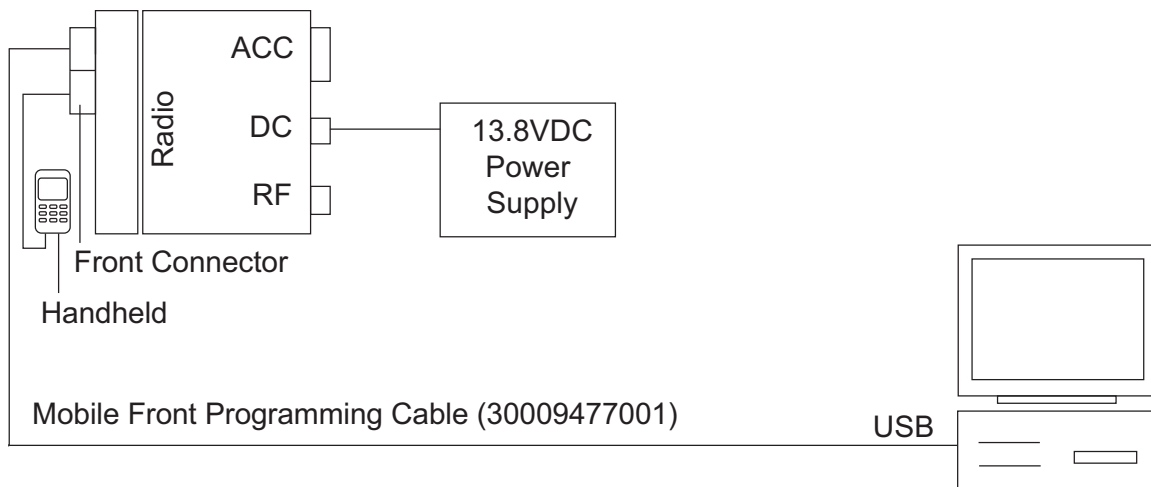 ACC
Radio
DC
RF
13.8VDC
Power
Supply
Front Connector
Handheld
Mobile Front Programming Cable (30009477001)
USB